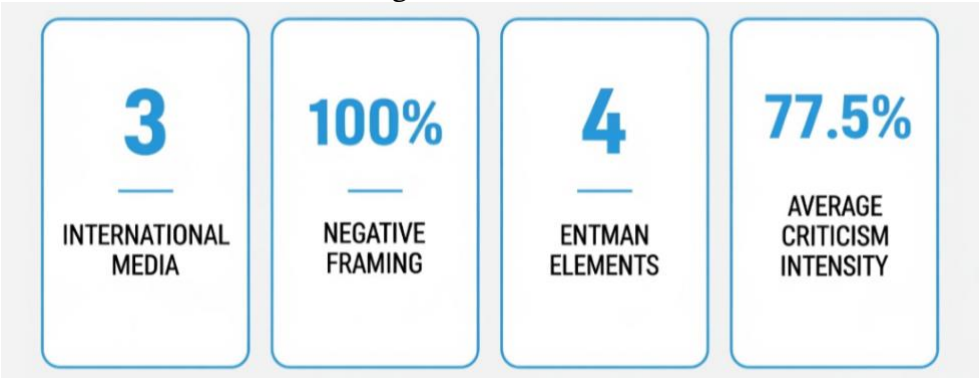 3
INTERNATIONAL
MEDIA
100%
NEGATIVE
FRAMING
4
ENTMAN
ELEMENTS
77.5%
AVERAGE
CRITICISM
INTENSITY